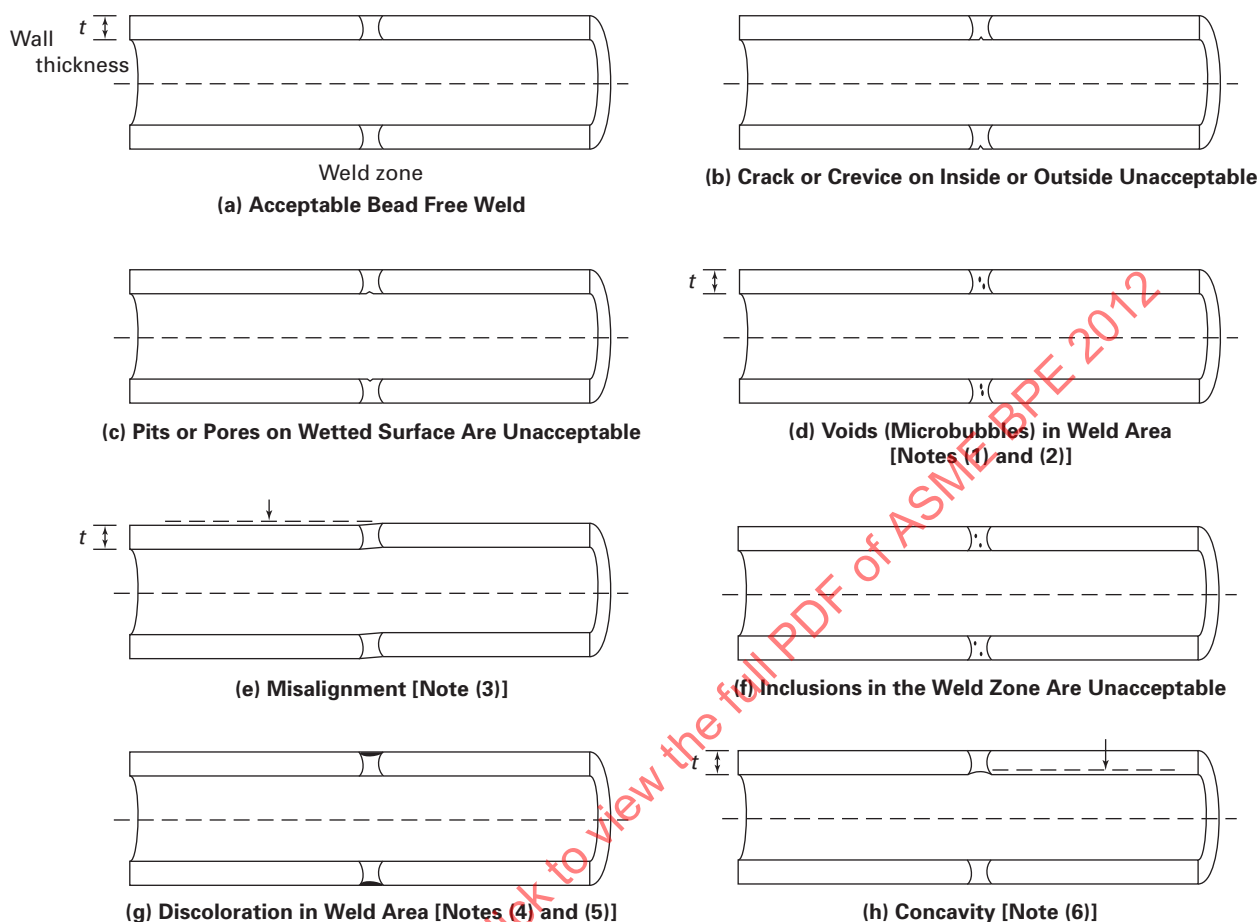 t
Wall
thickness
Weld zone
(a) Acceptable Bead Free Weld
(b) Crack or Crevice on Inside or Outside Unacceptable
(c) Pits or Pores on Wetted Surface Are Unacceptable
t
(d) Voids (Microbubbles) in Weld Area
[Notes (1) and (2)]
t
(e) Misalignment [Note (3)]
(f) Inclusions in the Weld Zone Are Unacceptable
(g) Discoloration in Weld Area [Notes (4) and (5)]
t
(h) Concavity [Note (6)]
to view the full PDF of ASME BPE 2012